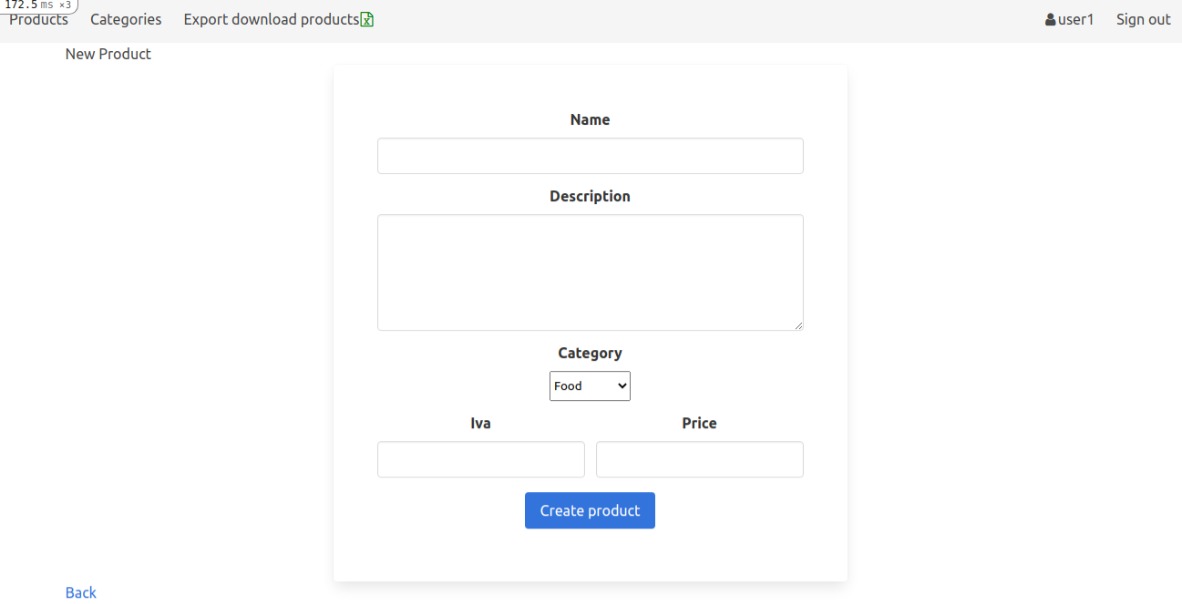 172.5 ms ×3
Products Categories Export download products user1 Sign out
New Product
Name
Description
Category
Food
Iva Price
Create product
Back